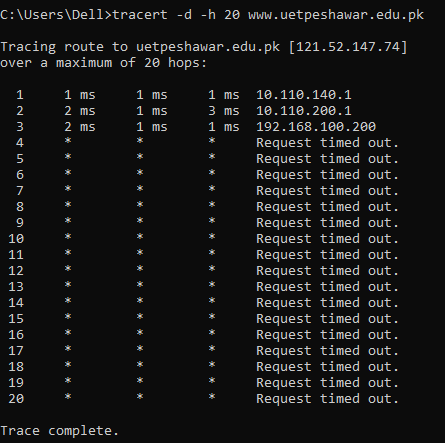 C:\Users\Dell>tracert -d -h 20 www.uetpeshawar.edu.pk
Tracing route to uetpeshawar.edu.pk [121.52.147.74]
over a maximum of 20 hops:
1 1 ms 1 ms 1 ms 10.110.140.1
2 2 ms 1 ms 3 ms 10.110.200.1
3 2 ms 1 ms 1 ms 192.168.100.200
4 * * * Request timed out.
5 * * * Request timed out.
6 * * * Request timed out.
7 * * * Request timed out.
8 * * * Request timed out.
9 * * * Request timed out.
10 * * * Request timed out.
11 * * * Request timed out.
12 * * * Request timed out.
13 * * * Request timed out.
14 * * * Request timed out.
15 * * * Request timed out.
16 * * * Request timed out.
17 * * * Request timed out.
18 * * * Request timed out.
19 * * * Request timed out.
20 * * * Request timed out.
Trace complete.